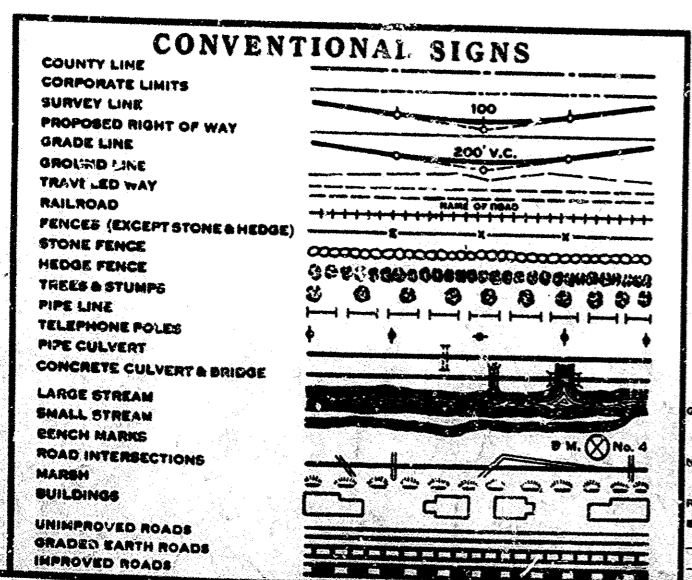 CONVENTIONAL SIGNS
COUNTY LINE
CORPORATE LIMITS
SURVEY LINE
100
PROPOSED RIGHT OF WAY
GRADE LINE
200' V.C.
GROUND LINE
TRAVELED WAY
RAILROAD
NAME OF ROAD
FENCES (EXCEPT STONE & HEDGE)
STONE FENCE
HEDGE FENCE
TREES & STUMPS
PIPE LINE
TELEPHONE POLES
PIPE CULVERT
CONCRETE CULVERT & BRIDGE
LARGE STREAM
SMALL STREAM
BENCH MARKS
B M. No. 4
ROAD INTERSECTIONS
MARSH
BUILDINGS
UNIMPROVED ROADS
GRADED EARTH ROADS
IMPROVED ROADS